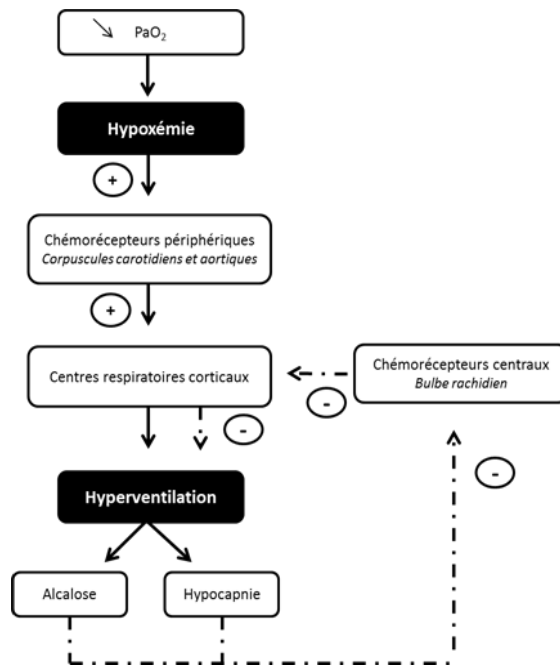 ↘ PaO₂
Hypoxémie
+
Chémorécepteurs périphériques
Corpuscules carotidiens et aortiques
+
Centres respiratoires corticaux
Chémorécepteurs centraux
Bulbe rachidien
-
-
-
Hyperventilation
Alcalose
Hypocapnie